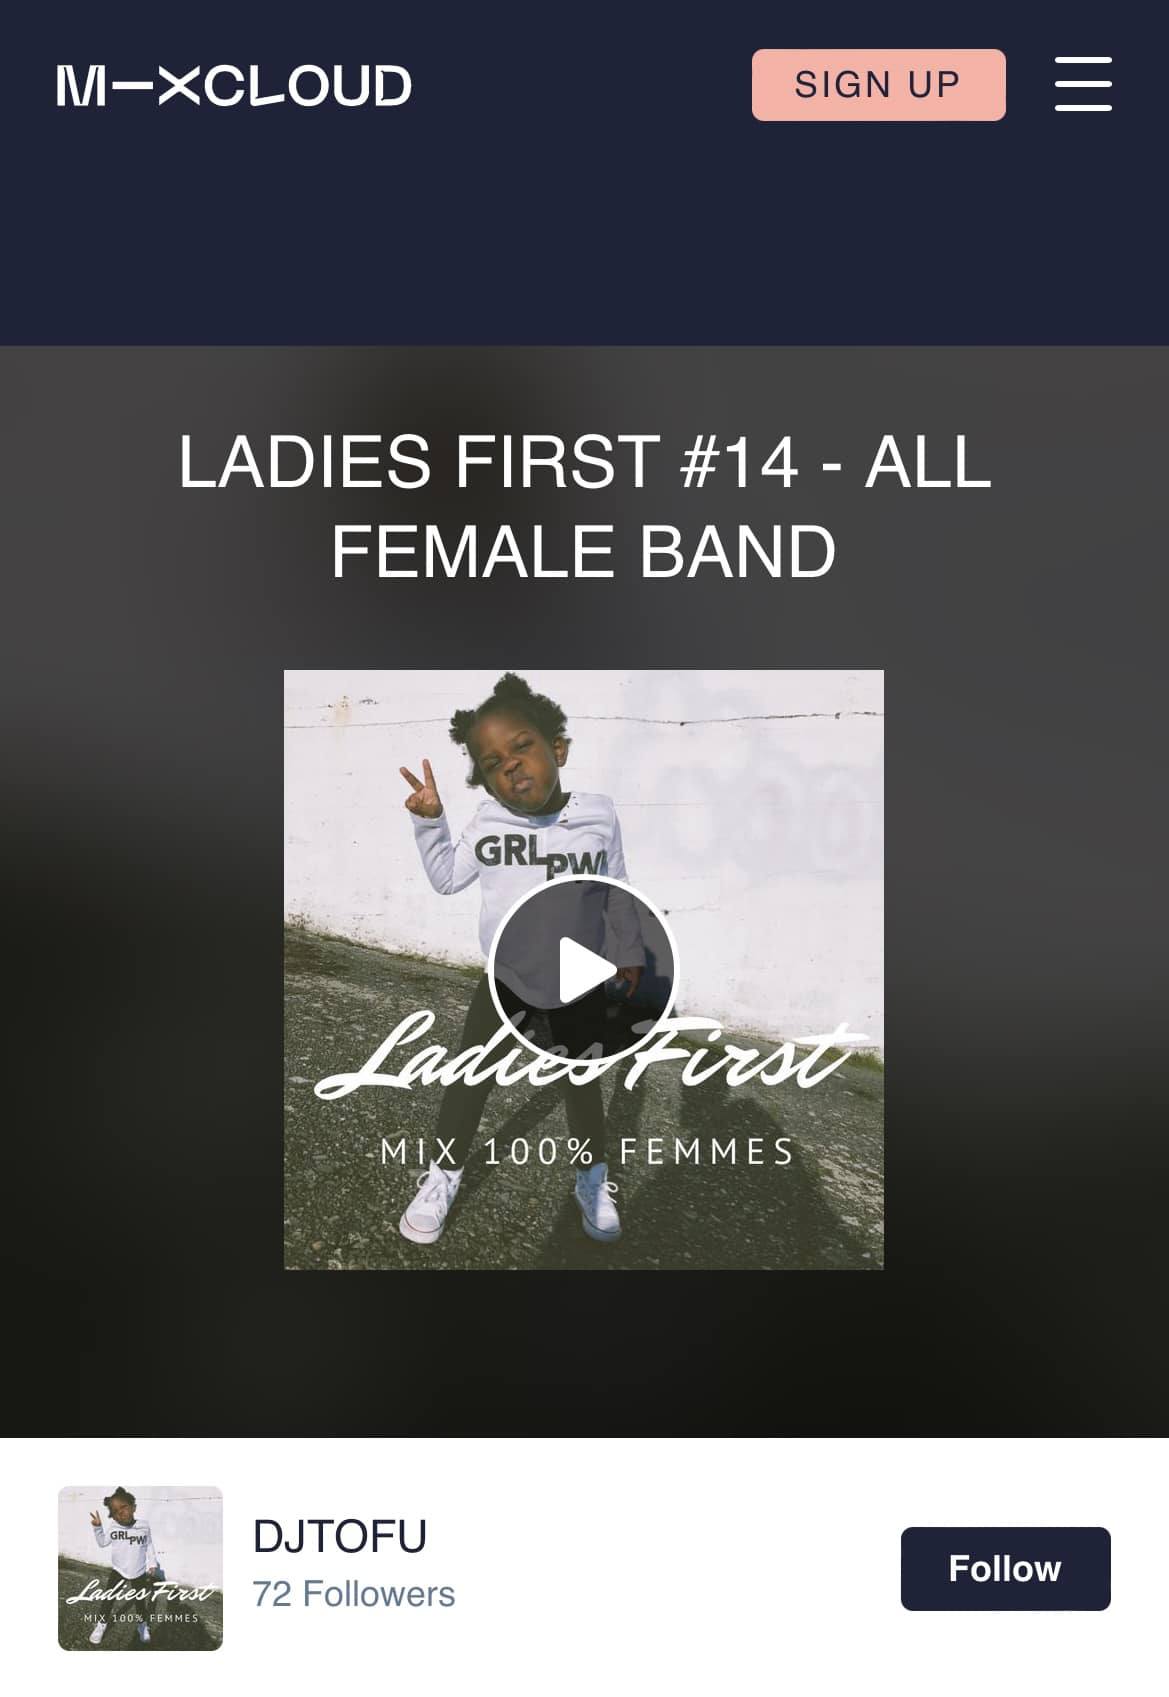 MIXCLOUD
SIGN UP
LADIES FIRST #14 - ALL
FEMALE BAND
GRL
PW
Ladies First
MIX 100% FEMMES
DJTOFU
72 Followers
Follow
GRL
PW
Ladies First
MIX 100% FEMMES